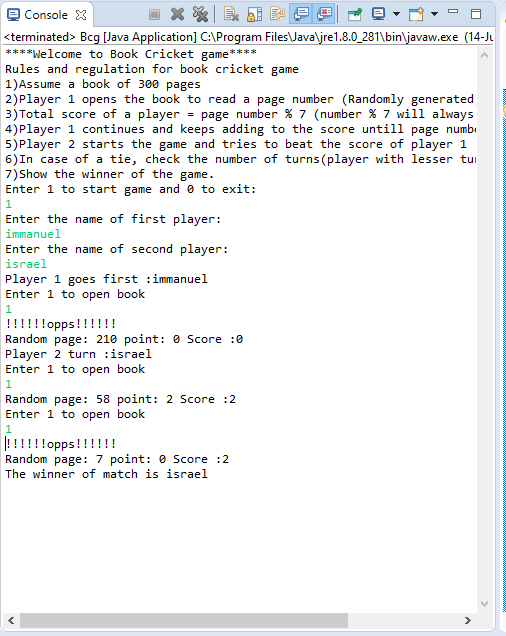 Console
<terminated> Bcg [Java Application] C:\Program Files\Java\jre1.8.0_281\bin\javaw.exe (14-Ju
****Welcome to Book Cricket game****
Rules and regulation for book cricket game
1)Assume a book of 300 pages
2)Player 1 opens the book to read a page number (Randomly generated
3)Total score of a player = page number % 7 (number % 7 will always
4)Player 1 continues and keeps adding to the score untill page numb
5)Player 2 starts the game and tries to beat the score of player 1
6)In case of a tie, check the number of turns(player with lesser tu
7)Show the winner of the game.
Enter 1 to start game and 0 to exit:
1
Enter the name of first player:
immanuel
Enter the name of second player:
israel
Player 1 goes first :immanuel
Enter 1 to open book
1
!!!!!!opps!!!!!!
Random page: 210 point: 0 Score :0
Player 2 turn :israel
Enter 1 to open book
1
Random page: 58 point: 2 Score :2
Enter 1 to open book
1
!!!!!!opps!!!!!!
Random page: 7 point: 0 Score :2
The winner of match is israel